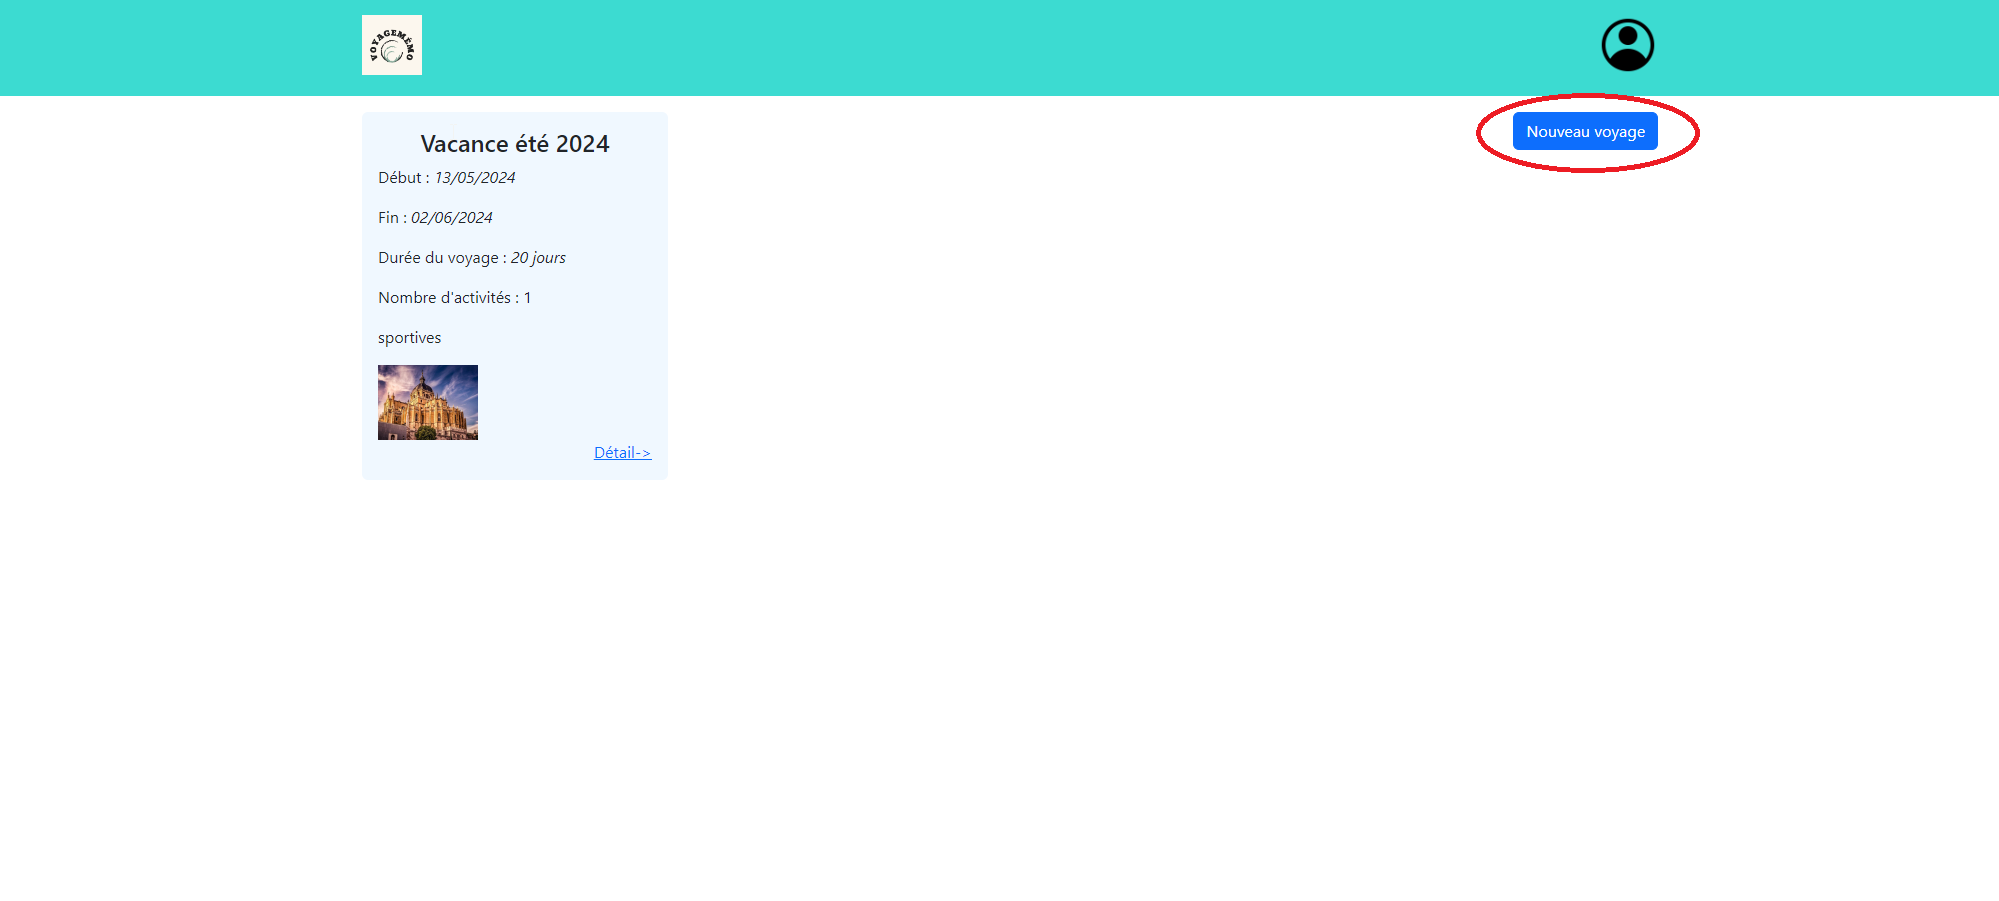 VOYAGEMÉMO
Nouveau voyage
Vacance été 2024
Début : 13/05/2024
Fin : 02/06/2024
Durée du voyage : 20 jours
Nombre d'activités : 1
sportives
Détail->